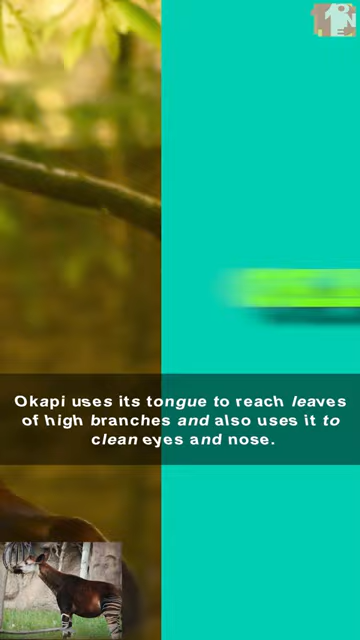 Okapi uses its tongue to reach leaves
of high branches and also uses it to
clean eyes and nose.